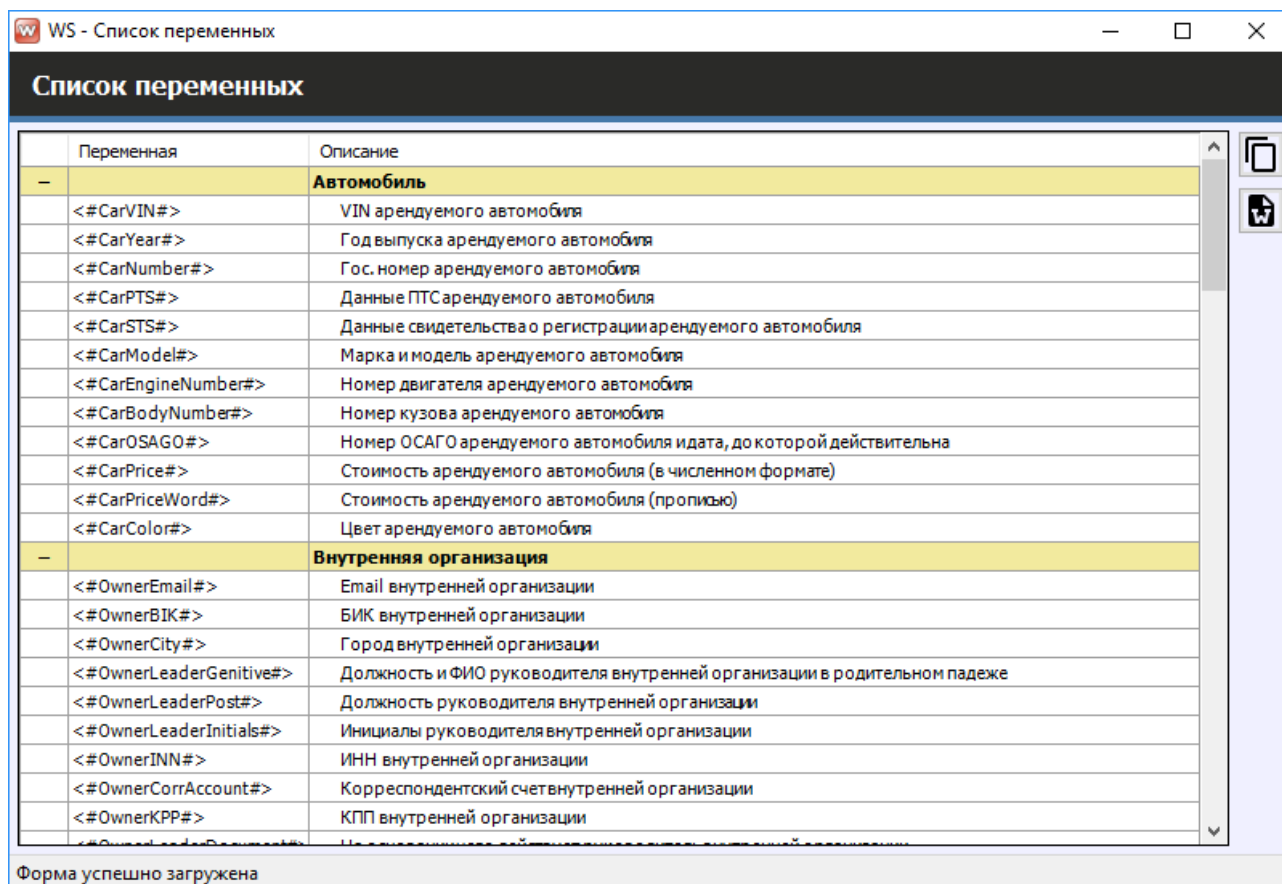 WS - Список переменных
Список переменных
Переменная Описание
Автомобиль
<#CarVIN#> VIN арендуемого автомобиля
<#CarYear#> Год выпуска арендуемого автомобиля
<#CarNumber#> Гос. номер арендуемого автомобиля
<#CarPTS#> Данные ПТС арендуемого автомобиля
<#CarSTS#> Данные свидетельства о регистрации арендуемого автомобиля
<#CarModel#> Марка и модель арендуемого автомобиля
<#CarEngineNumber#> Номер двигателя арендуемого автомобиля
<#CarBodyNumber#> Номер кузова арендуемого автомобиля
<#CarOSAGO#> Номер ОСАГО арендуемого автомобиля и дата, до которой действительна
<#CarPrice#> Стоимость арендуемого автомобиля (в численном формате)
<#CarPriceWord#> Стоимость арендуемого автомобиля (прописью)
<#CarColor#> Цвет арендуемого автомобиля
Внутренняя организация
<#OwnerEmail#> Email внутренней организации
<#OwnerBIK#> БИК внутренней организации
<#OwnerCity#> Город внутренней организации
<#OwnerLeaderGenitive#> Должность и ФИО руководителя внутренней организации в родительном падеже
<#OwnerLeaderPost#> Должность руководителя внутренней организации
<#OwnerLeaderInitials#> Инициалы руководителя внутренней организации
<#OwnerINN#> ИНН внутренней организации
<#OwnerCorrAccount#> Корреспондентский счет внутренней организации
<#OwnerKPP#> КПП внутренней организации
Форма успешно загружена